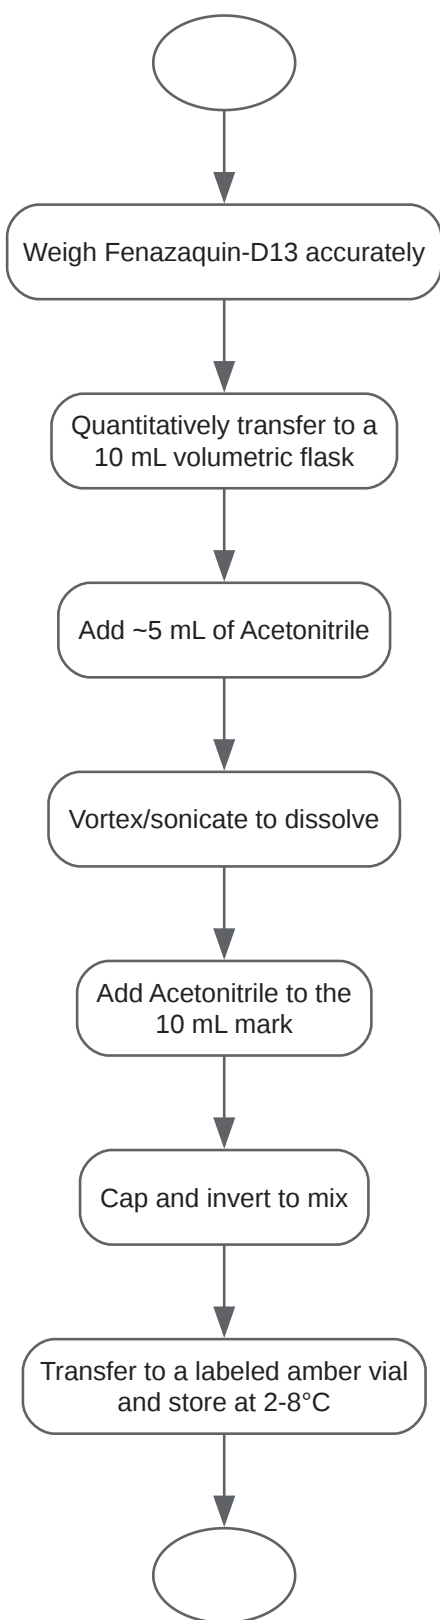 Weigh Fenazaquin-D13 accurately
Quantitatively transfer to a
10 mL volumetric flask
Add ~5 mL of Acetonitrile
Vortex/sonicate to dissolve
Add Acetonitrile to the
10 mL mark
Cap and invert to mix
Transfer to a labeled amber vial
and store at 2-8°C